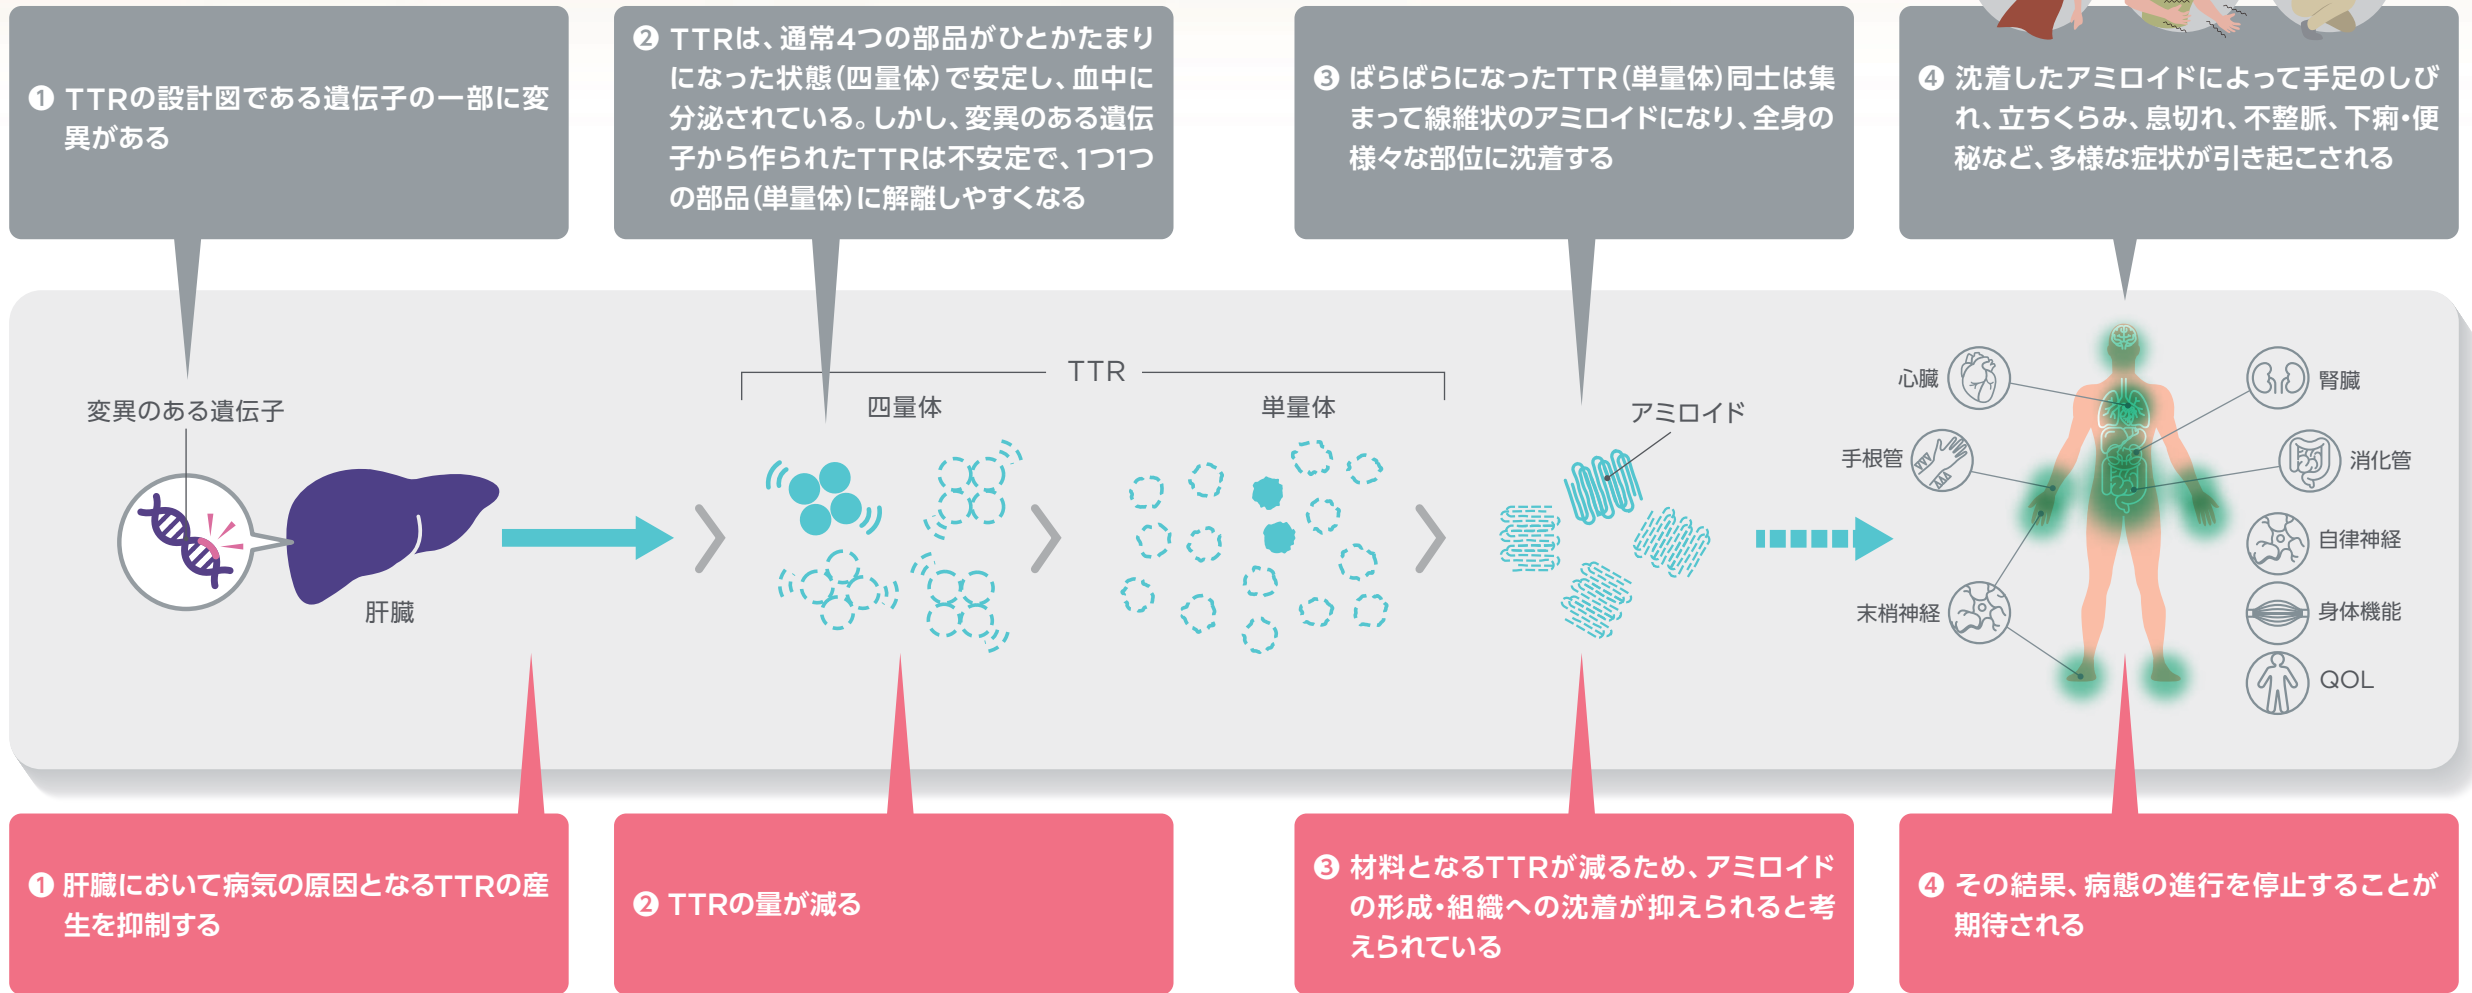 ❶ TTRの設計図である遺伝子の一部に変
異がある
❷ TTRは、通常4つの部品がひとかたまり
になった状態(四量体)で安定し、血中に
分泌されている。しかし、変異のある遺伝
子から作られたTTRは不安定で、1つ1つ
の部品(単量体)に解離しやすくなる
❸ ばらばらになったTTR(単量体)同士は集
まって線維状のアミロイドになり、全身の
様々な部位に沈着する
❹ 沈着したアミロイドによって手足のしび
れ、立ちくらみ、息切れ、不整脈、下痢・便
秘など、多様な症状が引き起こされる
変異のある遺伝子
肝臓
TTR
四量体
単量体
アミロイド
心臓
手根管
末梢神経
腎臓
消化管
自律神経
身体機能
QOL
❶ 肝臓において病気の原因となるTTRの産
生を抑制する
❷ TTRの量が減る
❸ 材料となるTTRが減るため、アミロイド
の形成・組織への沈着が抑えられると考
えられている
❹ その結果、病態の進行を停止することが
期待される